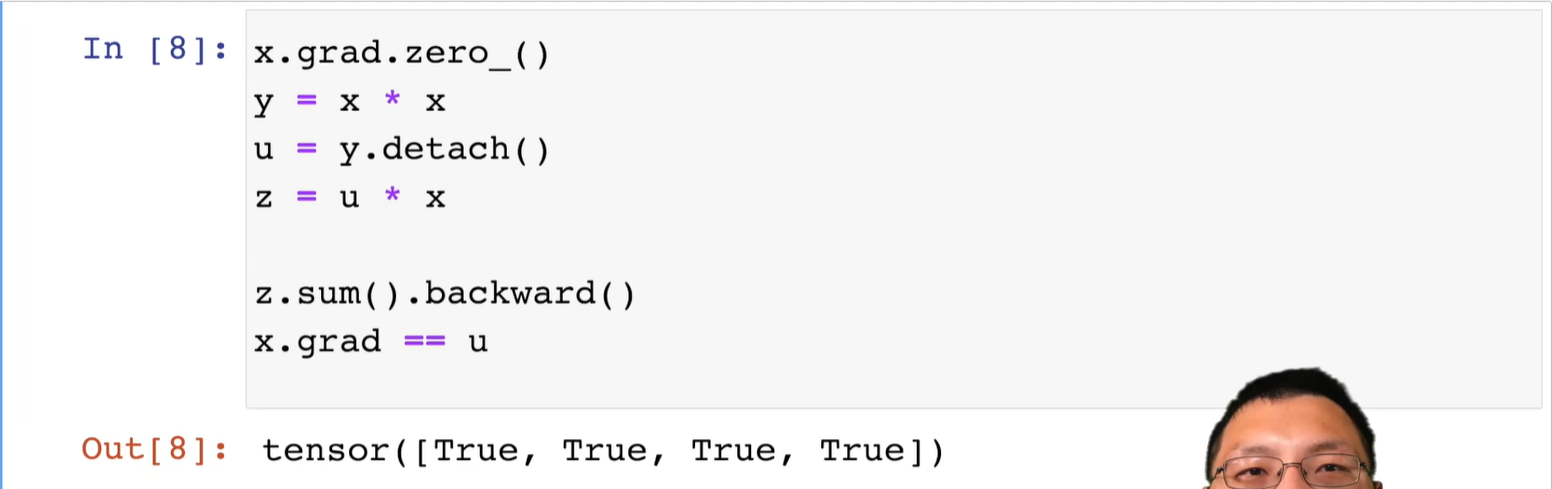 In [8]: x.grad.zero_()
y = x * x
u = y.detach()
z = u * x
z.sum().backward()
x.grad == u
Out[8]: tensor([True, True, True, True])